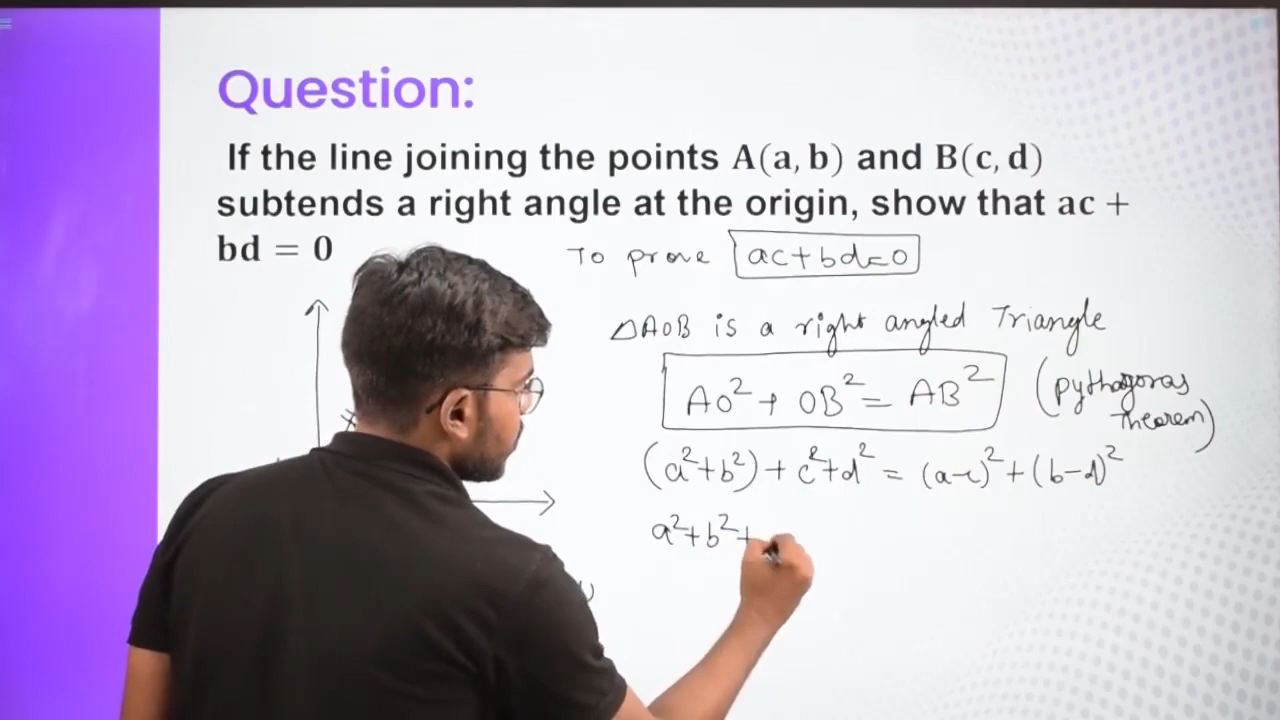 Question:
If the line joining the points A(a, b) and B(c, d)
subtends a right angle at the origin, show that ac +
bd = 0
To prove ac+bd=0
△AOB is a right angled Triangle
AO²+ OB² = AB² (pythagoras
Theorem)
(a²+b²)+c²+d² = (a-c)²+(b-d)²
a²+b²+